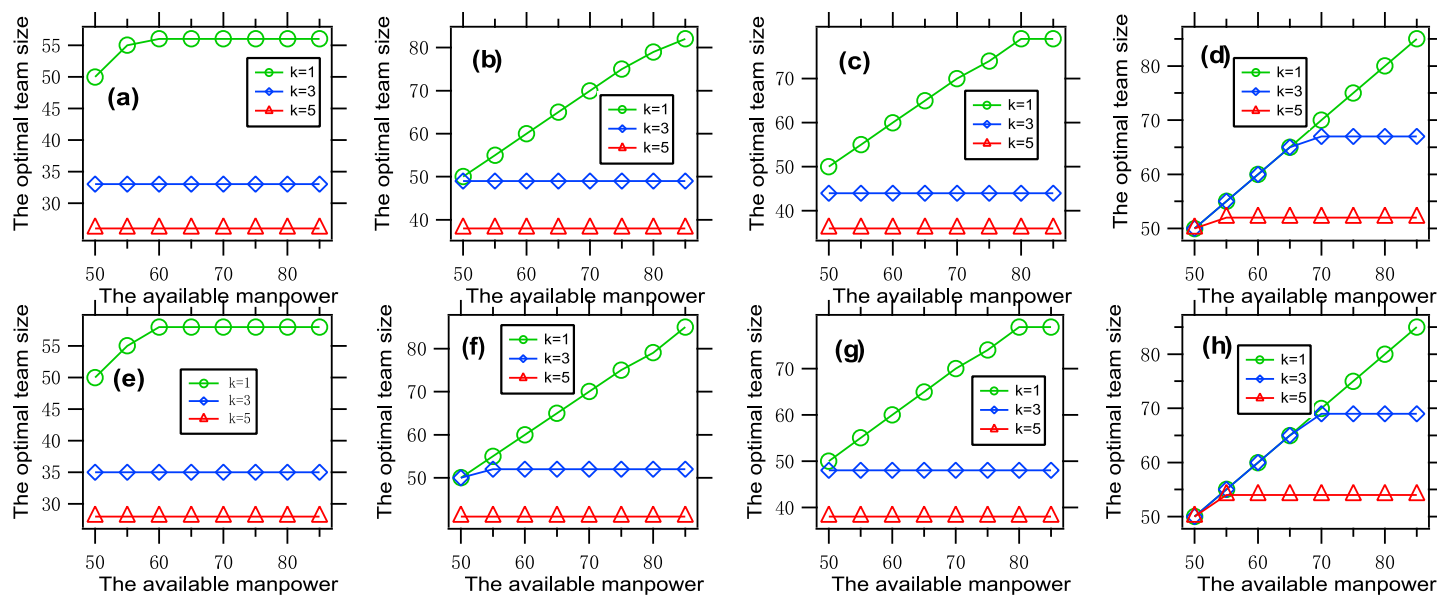 The optimal team size
55
50
45
40
35
30
(a)
k=1
k=3
k=5
50 60 70 80
The available manpower
The optimal team size
80
70
60
50
40
(b)
k=1
k=3
k=5
50 60 70 80
The available manpower
The optimal team size
70
60
50
40
(c)
k=1
k=3
k=5
50 60 70 80
The available manpower
The optimal team size
80
70
60
50
(d)
k=1
k=3
k=5
50 60 70 80
The available manpower
The optimal team size
55
50
45
40
35
30
(e)
k=1
k=3
k=5
50 60 70 80
The available manpower
The optimal team size
80
70
60
50
(f)
k=1
k=3
k=5
50 60 70 80
The available manpower
The optimal team size
70
60
50
40
(g)
k=1
k=3
k=5
50 60 70 80
The available manpower
The optimal team size
80
70
60
50
(h)
k=1
k=3
k=5
50 60 70 80
The available manpower